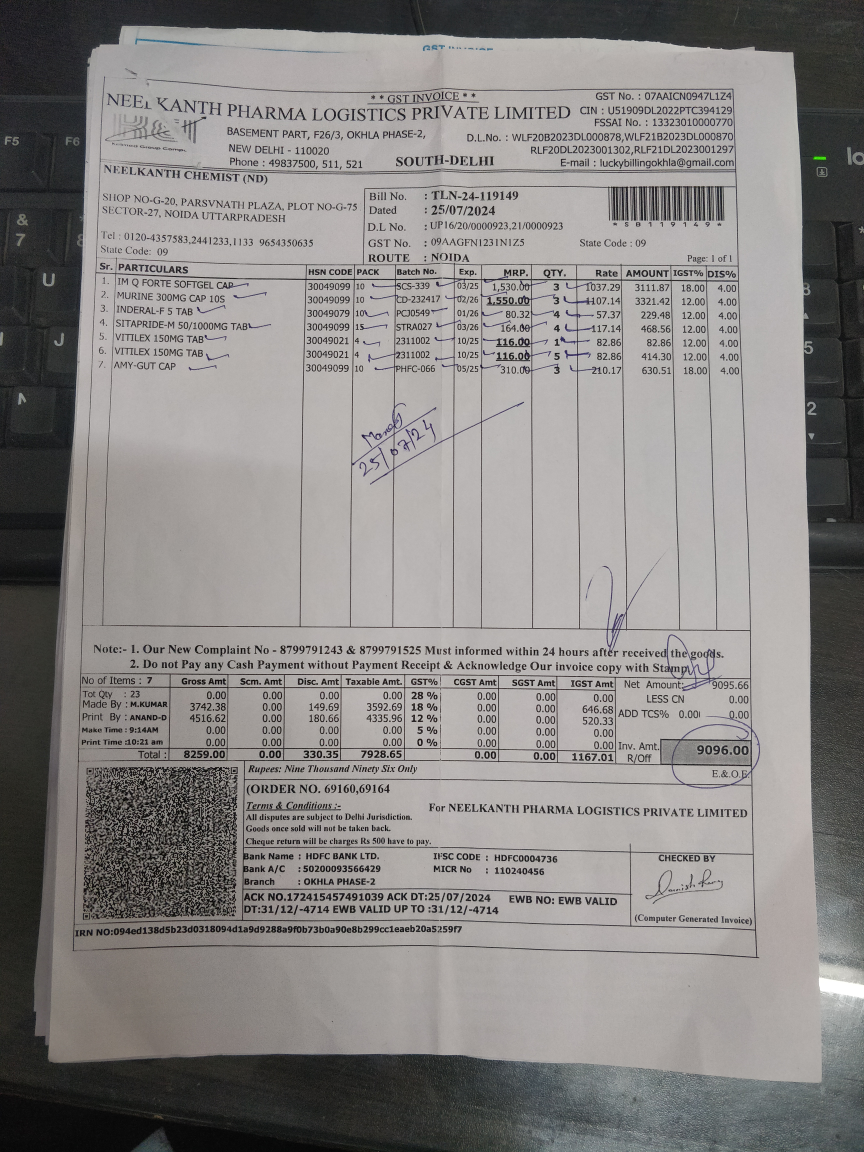 GST INVOICE
* * GST INVOICE * *
NEELKANTH PHARMA LOGISTICS PRIVATE LIMITED
BASEMENT PART, F26/3, OKHLA PHASE-2,
NEW DELHI - 110020
Phone : 49837500, 511, 521
SOUTH-DELHI
GST No. : 07AAICN0947L1Z4
CIN : U51909DL2022PTC394129
FSSAI No. : 13323010000770
D.L.No. : WLF20B2023DL000878,WLF21B2023DL000870
RLF20DL2023001302,RLF21DL2023001297
E-mail : luckybillingokhla@gmail.com
NEELKANTH CHEMIST (ND)
SHOP NO-G-20, PARSVNATH PLAZA, PLOT NO-G-75
SECTOR-27, NOIDA UTTARPRADESH
Tel : 0120-4357583,2441233,1133 9654350635
State Code: 09
Bill No. : TLN-24-119149
Dated : 25/07/2024
D.L No. : UP16/20/0000923,21/0000923
GST No. : 09AAGFN1231N1Z5
State Code : 09
ROUTE : NOIDA
*58119149*
Page: 1 of 1
Sr. PARTICULARS HSN CODE PACK Batch No. Exp. MRP. QTY. Rate AMOUNT IGST% DIS%
1. IM Q FORTE SOFTGEL CAP 30049099 10 SCS-339 03/25 1,530.00 3 1037.29 3111.87 18.00 4.00
2. MURINE 300MG CAP 10S 30049099 10 CD-232417 02/26 1,550.00 3 1107.14 3321.42 12.00 4.00
3. INDERAL-F 5 TAB 30049079 10 PCJ0549 01/26 80.32 4 57.37 229.48 12.00 4.00
4. SITAPRIDE-M 50/1000MG TAB 30049099 15 STRA027 03/26 164.00 4 117.14 468.56 12.00 4.00
5. VITILEX 150MG TAB 30049021 4 2311002 10/25 116.00 1 82.86 82.86 12.00 4.00
6. VITILEX 150MG TAB 30049021 4 2311002 10/25 116.00 5 82.86 414.30 12.00 4.00
7. AMY-GUT CAP 30049099 10 PHFC-066 05/25 310.00 3 210.17 630.51 18.00 4.00
25/07/24
Note:- 1. Our New Complaint No - 8799791243 & 8799791525 Must informed within 24 hours after received the goods.
2. Do not Pay any Cash Payment without Payment Receipt & Acknowledge Our invoice copy with Stamp
No of Items : 7 Gross Amt Scm. Amt Disc. Amt Taxable Amt. GST% CGST Amt SGST Amt IGST Amt
Tot Qty : 23 0.00 0.00 0.00 0.00 28 % 0.00 0.00 0.00
Made By : M.KUMAR 3742.38 0.00 149.69 3592.69 18 % 0.00 0.00 646.68
Print By : ANAND-D 4516.62 0.00 180.66 4335.96 12 % 0.00 0.00 520.33
Make Time : 9:14AM 0.00 0.00 0.00 0.00 5 % 0.00 0.00 0.00
Print Time :10:21 am 0.00 0.00 0.00 0.00 0 % 0.00 0.00 0.00
Total : 8259.00 0.00 330.35 7928.65 0.00 0.00 1167.01
Net Amount: 9095.66
LESS CN 0.00
ADD TCS% 0.00 0.00
Inv. Amt. R/Off 9096.00
E.& O.E.
Rupees: Nine Thousand Ninety Six Only
(ORDER NO. 69160,69164
Terms & Conditions :-
All disputes are subject to Delhi Jurisdiction.
Goods once sold will not be taken back.
Cheque return will be charges Rs 500 have to pay.
For NEELKANTH PHARMA LOGISTICS PRIVATE LIMITED
Bank Name : HDFC BANK LTD. IFSC CODE : HDFC0004736
Bank A/C : 50200093566429 MICR No : 110240456
Branch : OKHLA PHASE-2
ACK NO.172415457491039 ACK DT:25/07/2024 EWB NO: EWB VALID
DT:31/12/-4714 EWB VALID UP TO :31/12/-4714
CHECKED BY
(Computer Generated Invoice)
IRN NO:094ed138d5b23d0318094d1a9d9288a9f0b73b0a90e8b299cc1eaeb20a5259f7
F5
F6
&
7
U
J
N
2
5
lo